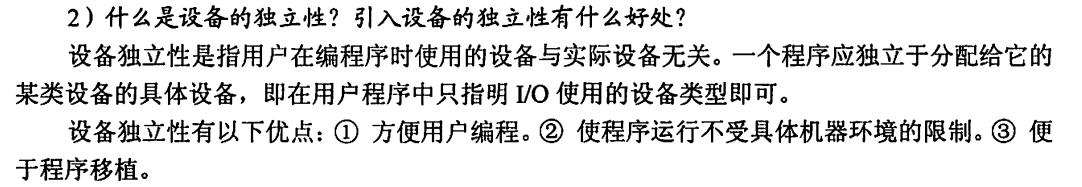 2）什么是设备的独立性？引入设备的独立性有什么好处？
设备独立性是指用户在编程序时使用的设备与实际设备无关。一个程序应独立于分配给它的
某类设备的具体设备，即在用户程序中只指明 I/O 使用的设备类型即可。
设备独立性有以下优点：① 方便用户编程。② 使程序运行不受具体机器环境的限制。③ 便
于程序移植。